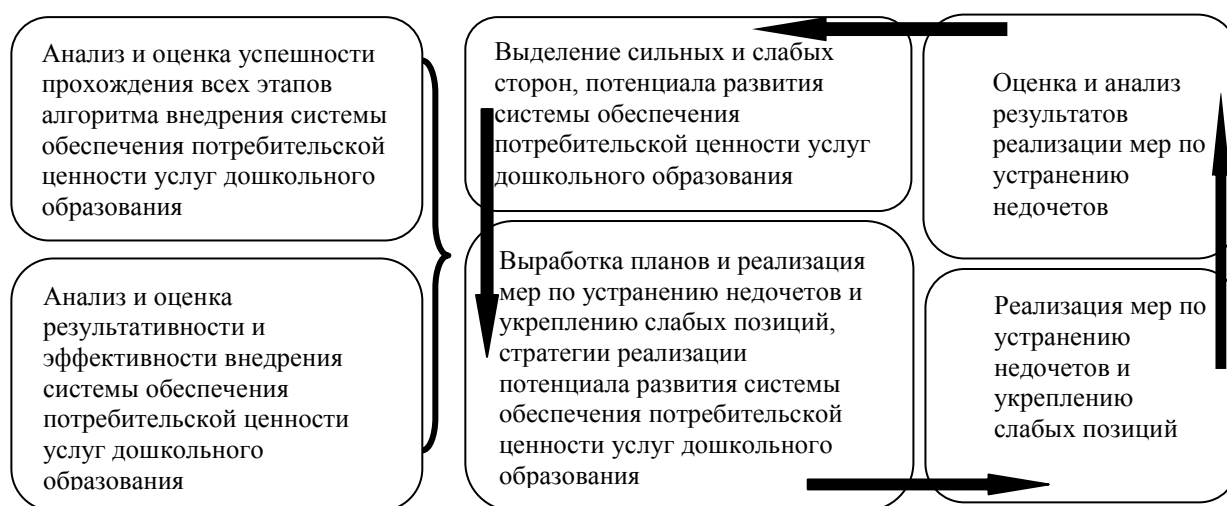 Анализ и оценка успешности
прохождения всех этапов
алгоритма внедрения системы
обеспечения потребительской
ценности услуг дошкольного
образования
Анализ и оценка
результативности и
эффективности внедрения
системы обеспечения
потребительской ценности
услуг дошкольного
образования
Выделение сильных и слабых
сторон, потенциала развития
системы обеспечения
потребительской ценности услуг
дошкольного образования
Выработка планов и реализация
мер по устранению недочетов и
укреплению слабых позиций,
стратегии реализации
потенциала развития системы
обеспечения потребительской
ценности услуг дошкольного
образования
Оценка и анализ
результатов
реализации мер по
устранению
недочетов
Реализация мер по
устранению
недочетов и
укреплению
слабых позиций